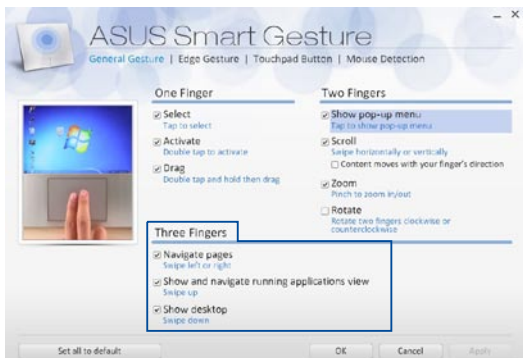 ASUS Smart Gesture
General Gesture | Edge Gesture | Touchpad Button | Mouse Detection
One Finger
Select
Tap to select
Activate
Double tap to activate
Drag
Double tap and hold then drag
Two Fingers
Show pop-up menu
Tap to show pop-up menu
Scroll
Swipe horizontally or vertically
Content moves with your finger's direction
Zoom
Pinch to zoom in/out
Rotate
Rotate two fingers clockwise or
counterclockwise
Three Fingers
Navigate pages
Swipe left or right
Show and navigate running applications view
Swipe up
Show desktop
Swipe down
Set all to default
OK
Cancel
Apply